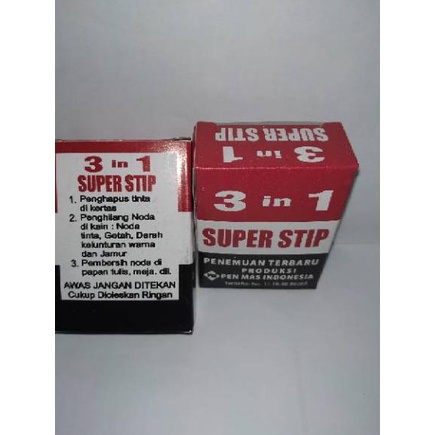 3 in 1
SUPER STIP
1. Penghapus tinta
di kertas
2. Penghilang Noda
di kain : Noda
tinta, Getah, Darah
kelunturan warna
dan Jamur
3. Pembersih noda di
papan tulis, meja. dll.
AWAS JANGAN DITEKAN
Cukup Dioleskan Ringan
3 in 1
SUPER STIP
3 in 1
SUPER STIP
PENEMUAN TERBARU
PRODUKSI
PEN MAS INDONESIA